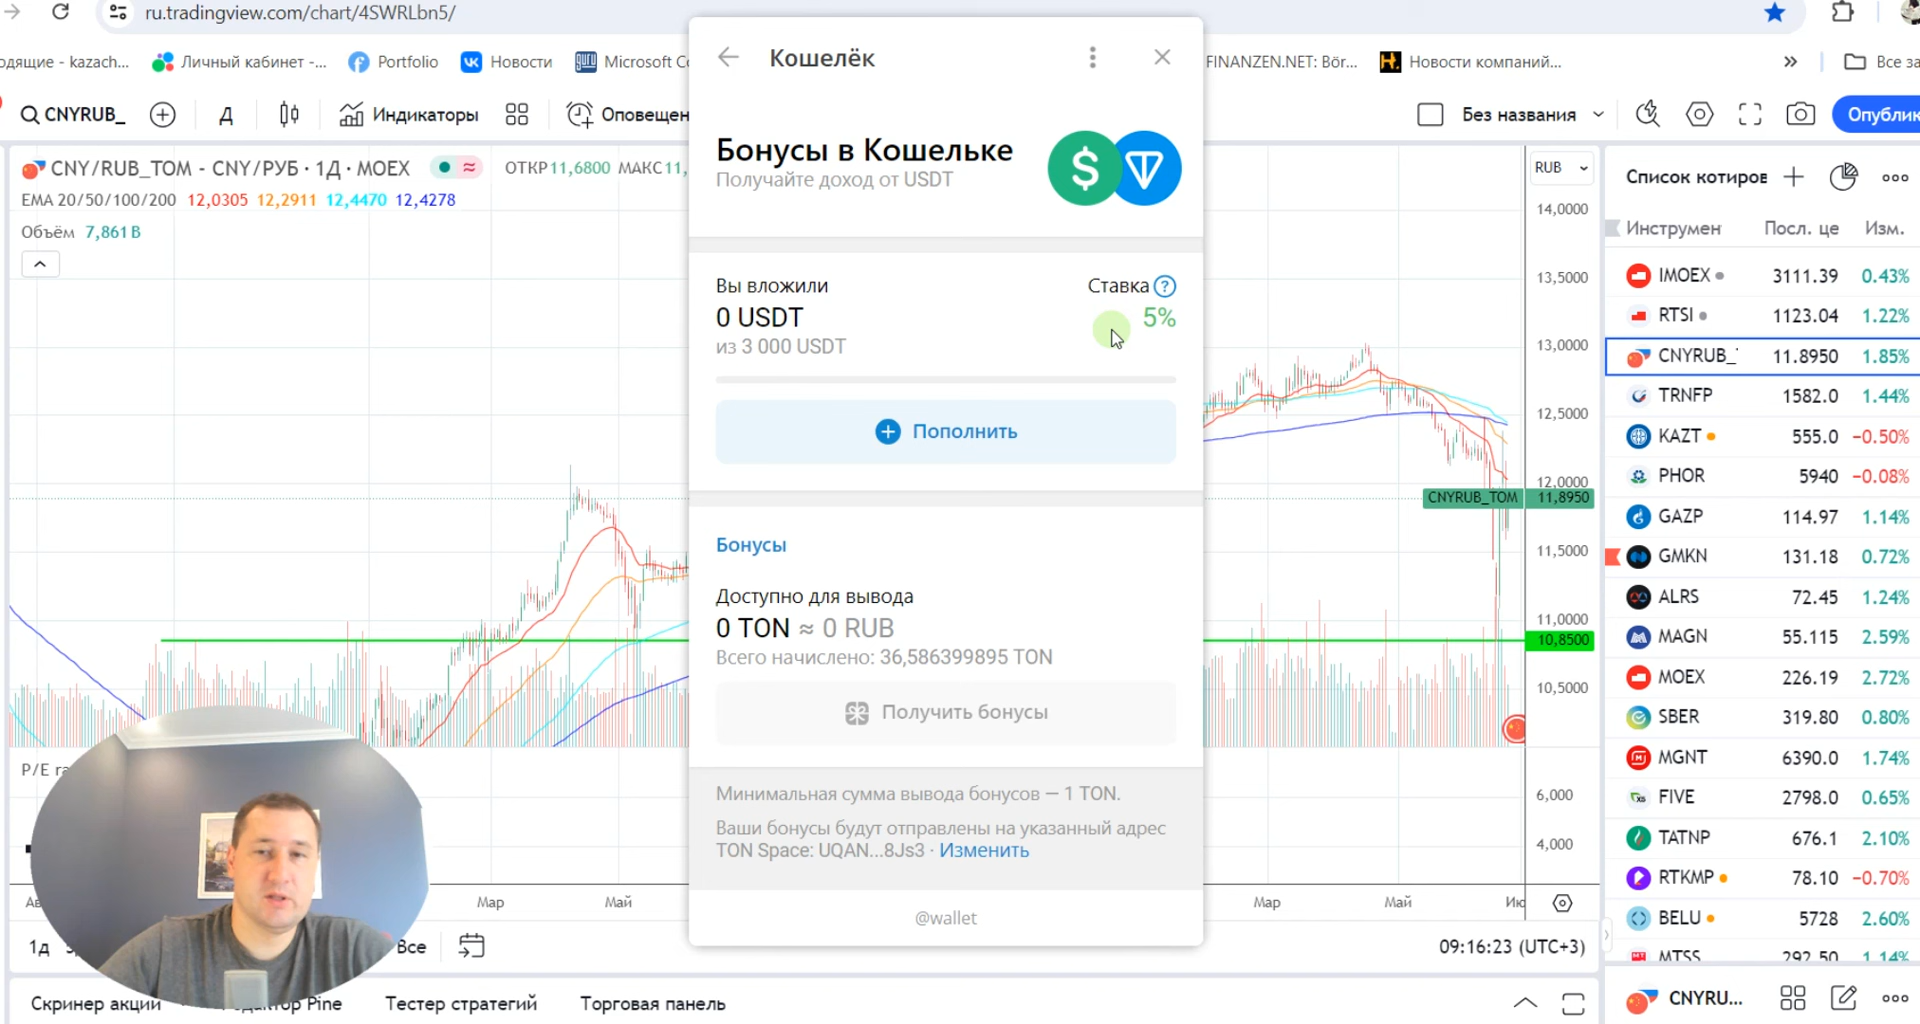 ru.tradingview.com/chart/4SWRLbn5/
одящие - kazach...
Личный кабинет -...
Portfolio
Новости
guru
Microsoft Co
FINANZEN.NET: Bör...
Новости компаний...
»
Все за
CNYRUB_
Д
Индикаторы
Оповещен
Без названия
Опублик
CNY/RUB_TOM - CNY/РУБ · 1Д · MOEX
ОТКР11,6800 МАКС11,
EMA 20/50/100/200 12,0305 12,2911 12,4470 12,4278
Объём 7,861 В
Кошелёк
Бонусы в Кошельке
Получайте доход от USDT
Вы вложили
0 USDT
из 3 000 USDT
Ставка ?
5%
Пополнить
Бонусы
Доступно для вывода
0 TON ≈ 0 RUB
Всего начислено: 36,586399895 TON
Получить бонусы
Минимальная сумма вывода бонусов — 1 TON.
Ваши бонусы будут отправлены на указанный адрес
TON Space: UQAN...8Js3 · Изменить
@wallet
RUB
14,0000
13,5000
13,0000
12,5000
12,0000
CNYRUB_TOM 11,8950
11,5000
11,0000
10,8500
10,5000
6,000
4,000
P/E ra
Мар
Май
Мар
Май
Ию
1д
Все
09:16:23 (UTC+3)
Скринер акций
Pine
Тестер стратегий
Торговая панель
Список котиров
Инструмен Посл. це Изм.
IMOEX 3111.39 0.43%
RTSI 1123.04 1.22%
CNYRUB_ 11.8950 1.85%
TRNFP 1582.0 1.44%
KAZT 555.0 −0.50%
PHOR 5940 −0.08%
GAZP 114.97 1.14%
GMKN 131.18 0.72%
ALRS 72.45 1.24%
MAGN 55.115 2.59%
MOEX 226.19 2.72%
SBER 319.80 0.80%
MGNT 6390.0 1.74%
FIVE 2798.0 0.65%
TATNP 676.1 2.10%
RTKMP 78.10 −0.70%
BELU 5728 2.60%
MTSS 292.50 1.14%
CNYRU...